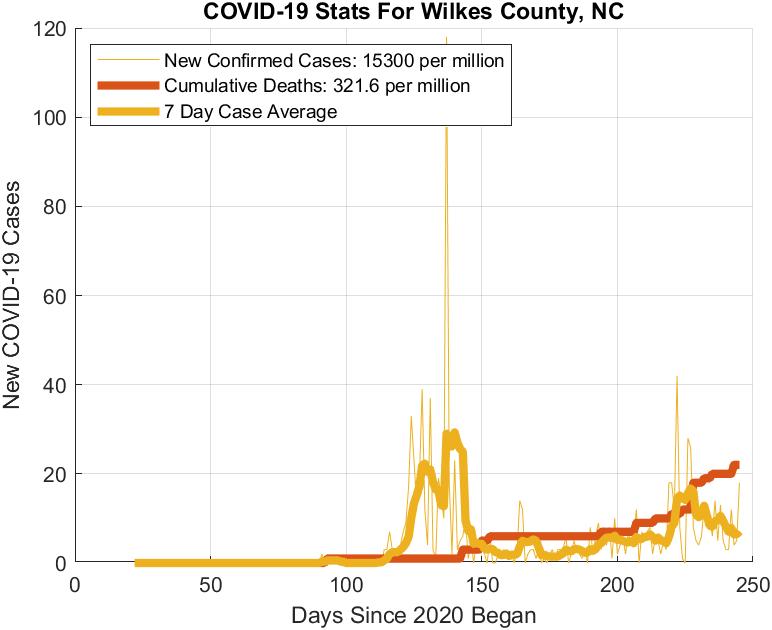 COVID-19 Stats For Wilkes County, NC
120
100
80
60
40
20
0
New COVID-19 Cases
New Confirmed Cases: 15300 per million
Cumulative Deaths: 321.6 per million
7 Day Case Average
0 50 100 150 200 250
Days Since 2020 Began